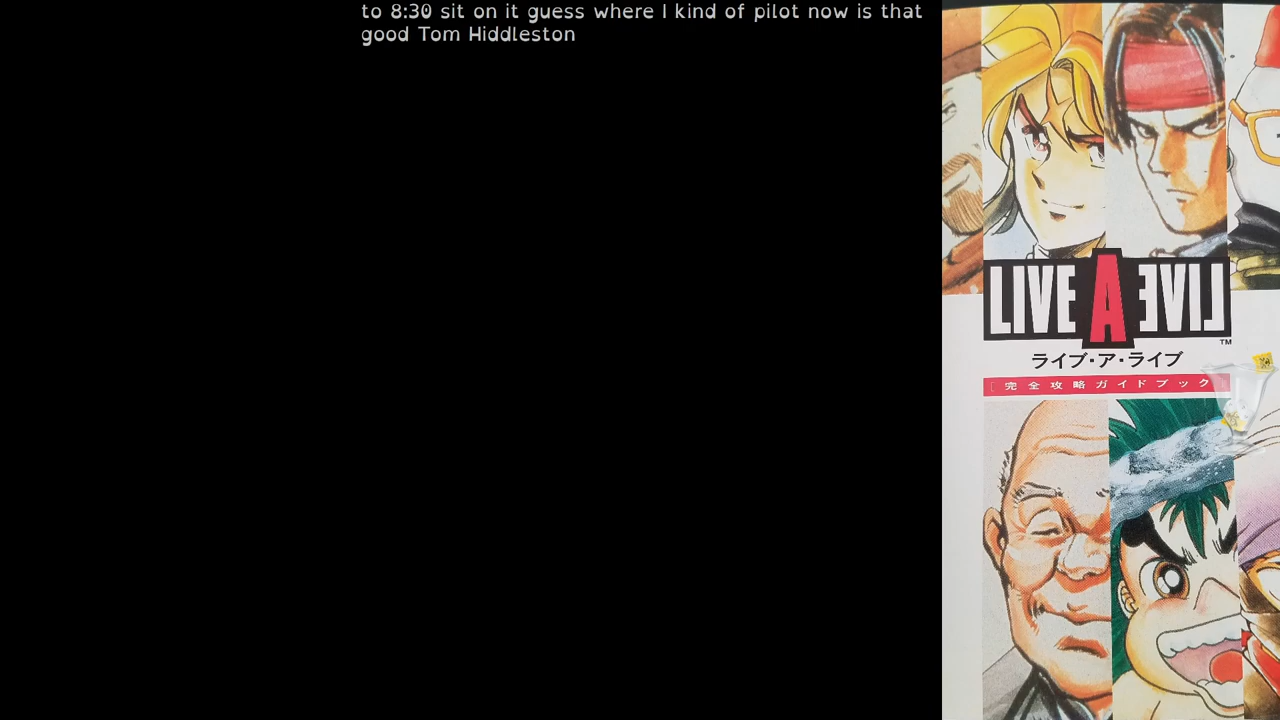 to 8:30 sit on it guess where I kind of pilot now is that
good Tom Hiddleston
LIVE A LIVE
TM
ライブ・ア・ライブ
[完全攻略ガイドブック